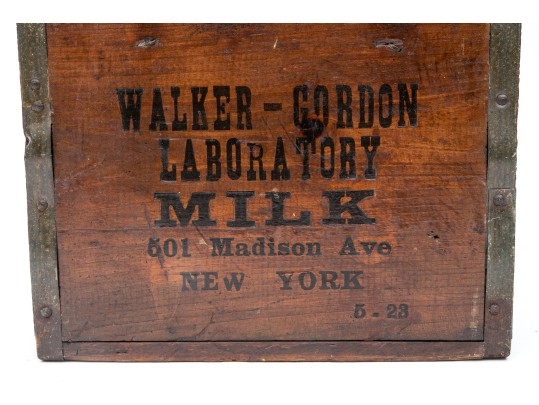 WALKER-GORDON
LABORATORY
MILK
501 Madison Ave
NEW YORK
5-23